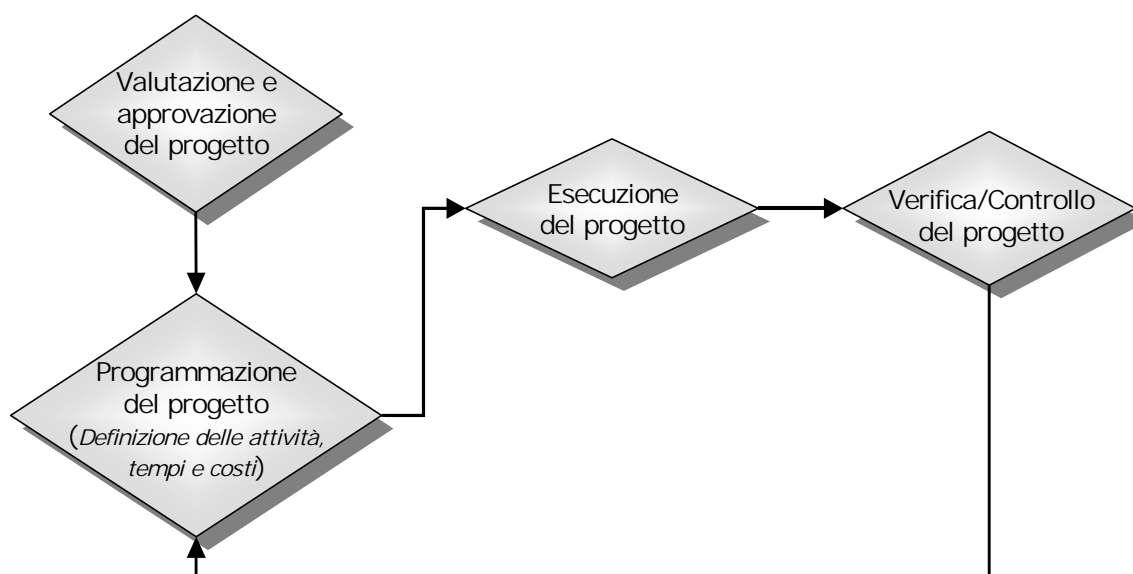 Valutazione e
approvazione
del progetto
Esecuzione
del progetto
Verifica/Controllo
del progetto
Programmazione
del progetto
(Definizione delle attività,
tempi e costi)